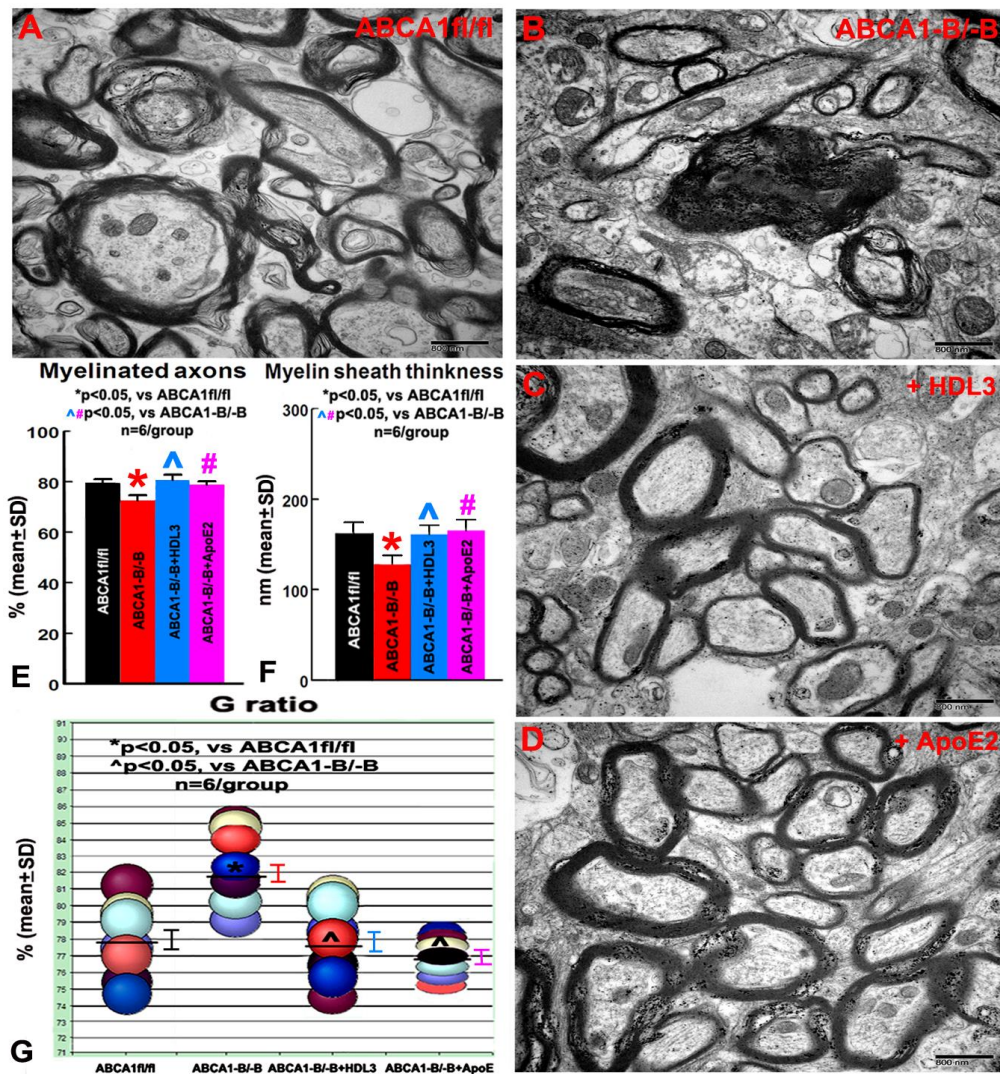 A
ABCA1fl/fl
800 nm
B
ABCA1-B/-B
800 nm
Myelinated axons
*p<0.05, vs ABCA1fl/fl
^#p<0.05, vs ABCA1-B/-B
n=6/group
100
80
60
40
20
0
% (mean±SD)
*
^
#
ABCA1fl/fl
ABCA1-B/-B
ABCA1-B/-B+HDL3
ABCA1-B/-B+ApoE2
E
Myelin sheath thinkness
*p<0.05, vs ABCA1fl/fl
^#p<0.05, vs ABCA1-B/-B
n=6/group
300
200
100
0
nm (mean±SD)
*
^
#
ABCA1fl/fl
ABCA1-B/-B
ABCA1-B/-B+HDL3
ABCA1-B/-B+ApoE2
F
C
+ HDL3
800 nm
D
+ ApoE2
800 nm
G ratio
*p<0.05, vs ABCA1fl/fl
^p<0.05, vs ABCA1-B/-B
n=6/group
91
90
89
88
87
86
85
84
83
82
81
80
79
78
77
76
75
74
73
72
71
% (mean±SD)
*
^
^
ABCA1fl/fl ABCA1-B/-B ABCA1-B/-B+HDL3 ABCA1-B/-B+ApoE
G